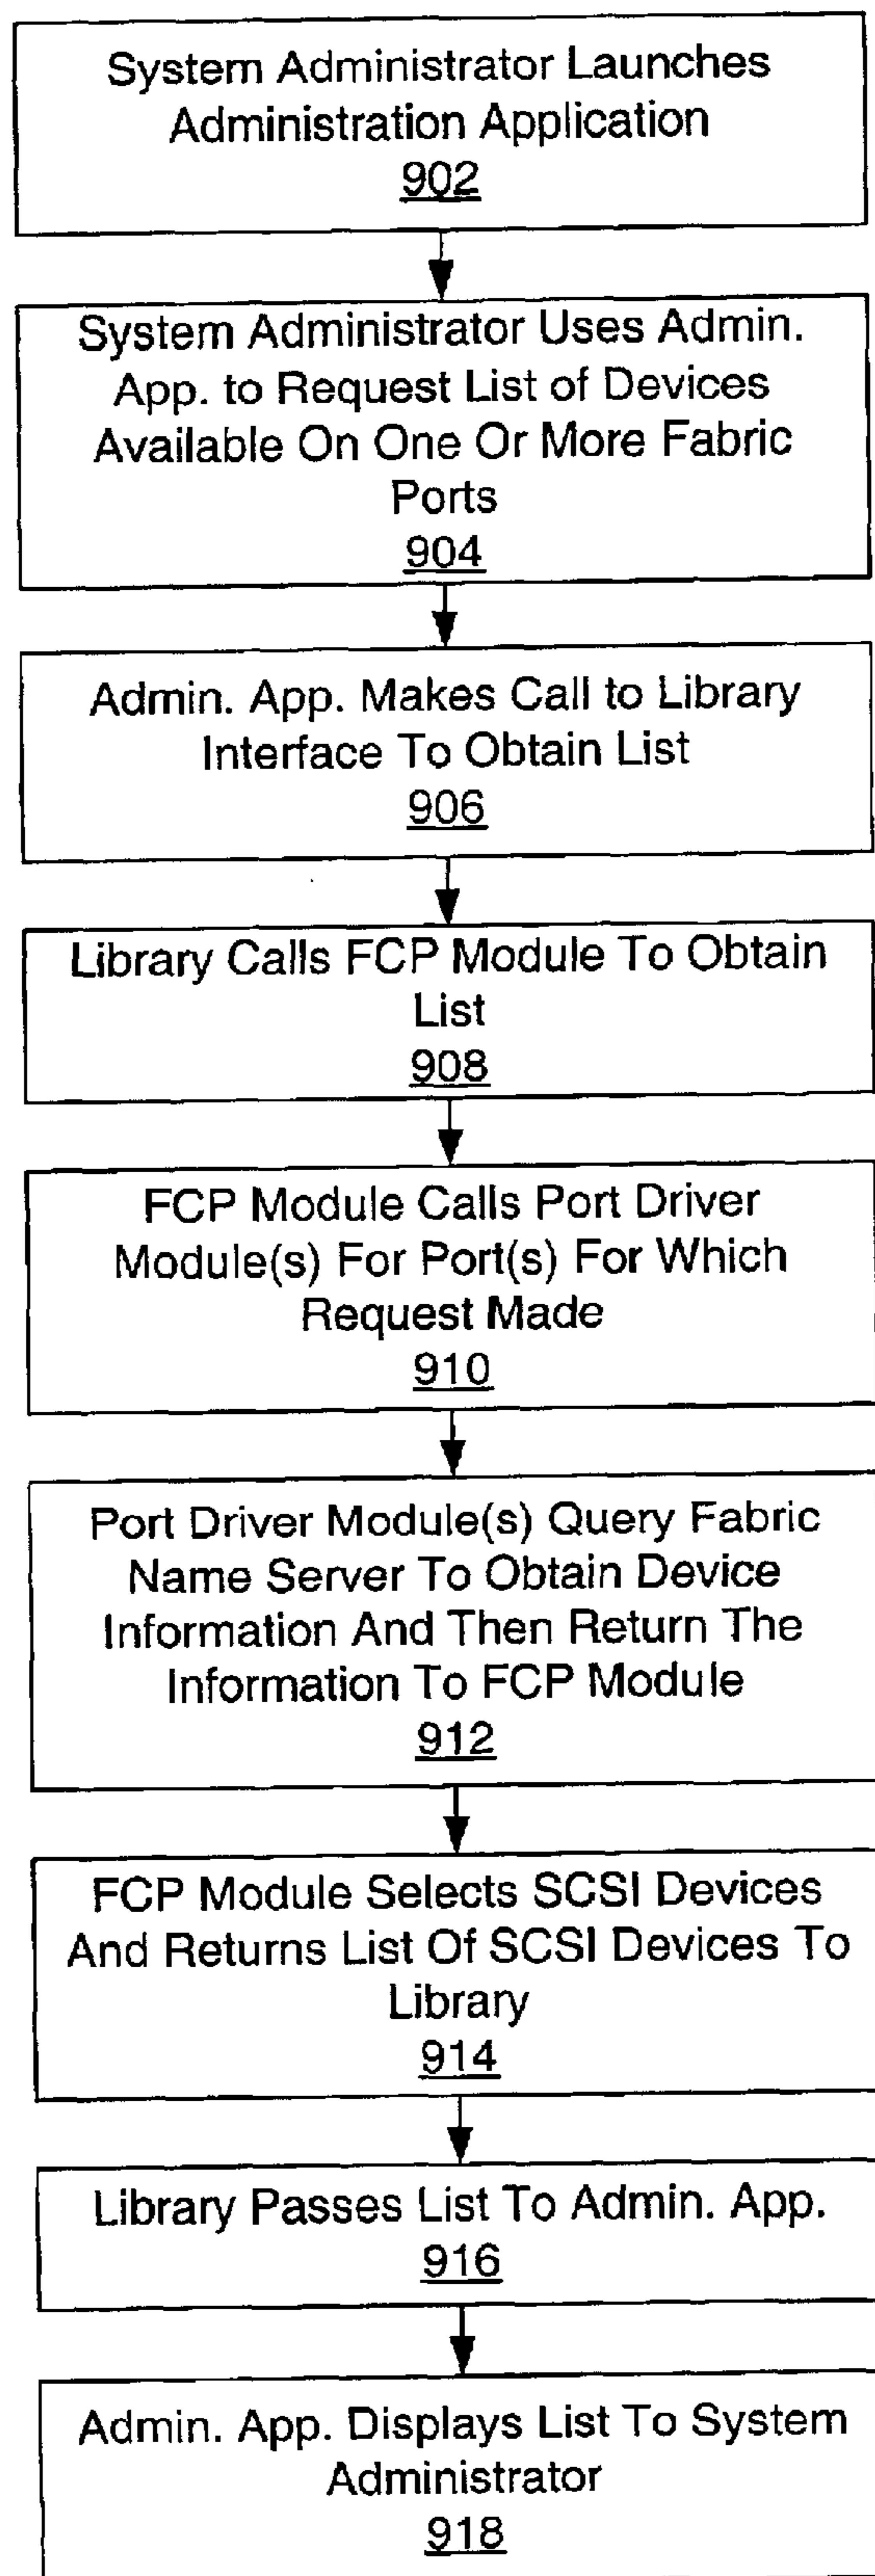 System Administrator Launches
Administration Application
902
System Administrator Uses Admin.
App. to Request List of Devices
Available On One Or More Fabric
Ports
904
Admin. App. Makes Call to Library
Interface To Obtain List
906
Library Calls FCP Module To Obtain
List
908
FCP Module Calls Port Driver
Module(s) For Port(s) For Which
Request Made
910
Port Driver Module(s) Query Fabric
Name Server To Obtain Device
Information And Then Return The
Information To FCP Module
912
FCP Module Selects SCSI Devices
And Returns List Of SCSI Devices To
Library
914
Library Passes List To Admin. App.
916
Admin. App. Displays List To System
Administrator
918